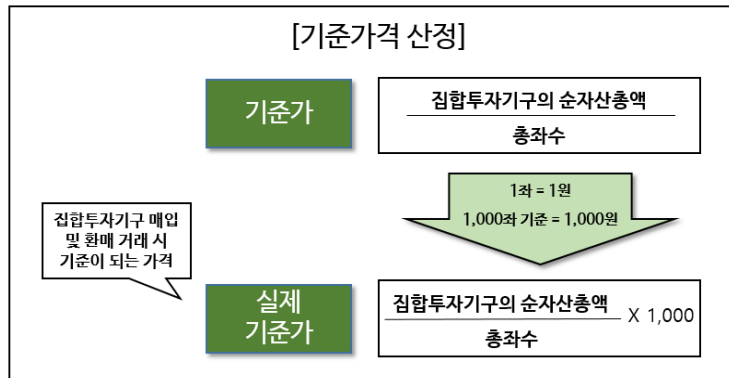 [기준가격 산정]
기준가
집합투자기구의 순자산총액
총좌수
1좌 = 1원
1,000좌 기준 = 1,000원
집합투자기구 매입
및 환매 거래 시
기준이 되는 가격
실제
기준가
집합투자기구의 순자산총액
X 1,000
총좌수